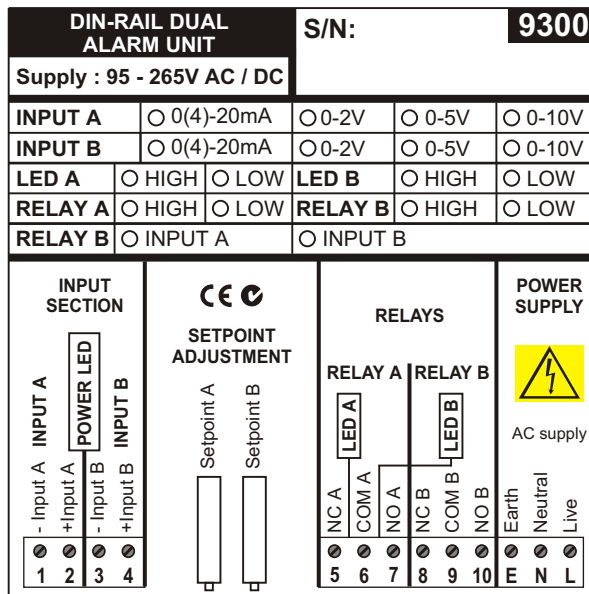 DIN-RAIL DUAL
ALARM UNIT
Supply : 95 - 265V AC / DC
S/N:
9300
INPUT A 0(4)-20mA 0-2V 0-5V 0-10V
INPUT B 0(4)-20mA 0-2V 0-5V 0-10V
LED A HIGH LOW LED B HIGH LOW
RELAY A HIGH LOW RELAY B HIGH LOW
RELAY B INPUT A INPUT B
INPUT
SECTION
INPUT A
POWER LED
INPUT B
- Input A
+Input A
- Input B
+Input B
1 2 3 4
CE
SETPOINT
ADJUSTMENT
Setpoint A
Setpoint B
RELAYS
RELAY A RELAY B
LED A
LED B
NC A
COM A
NO A
NC B
COM B
NO B
5 6 7 8 9 10
POWER
SUPPLY
AC supply
Earth
Neutral
Live
E N L